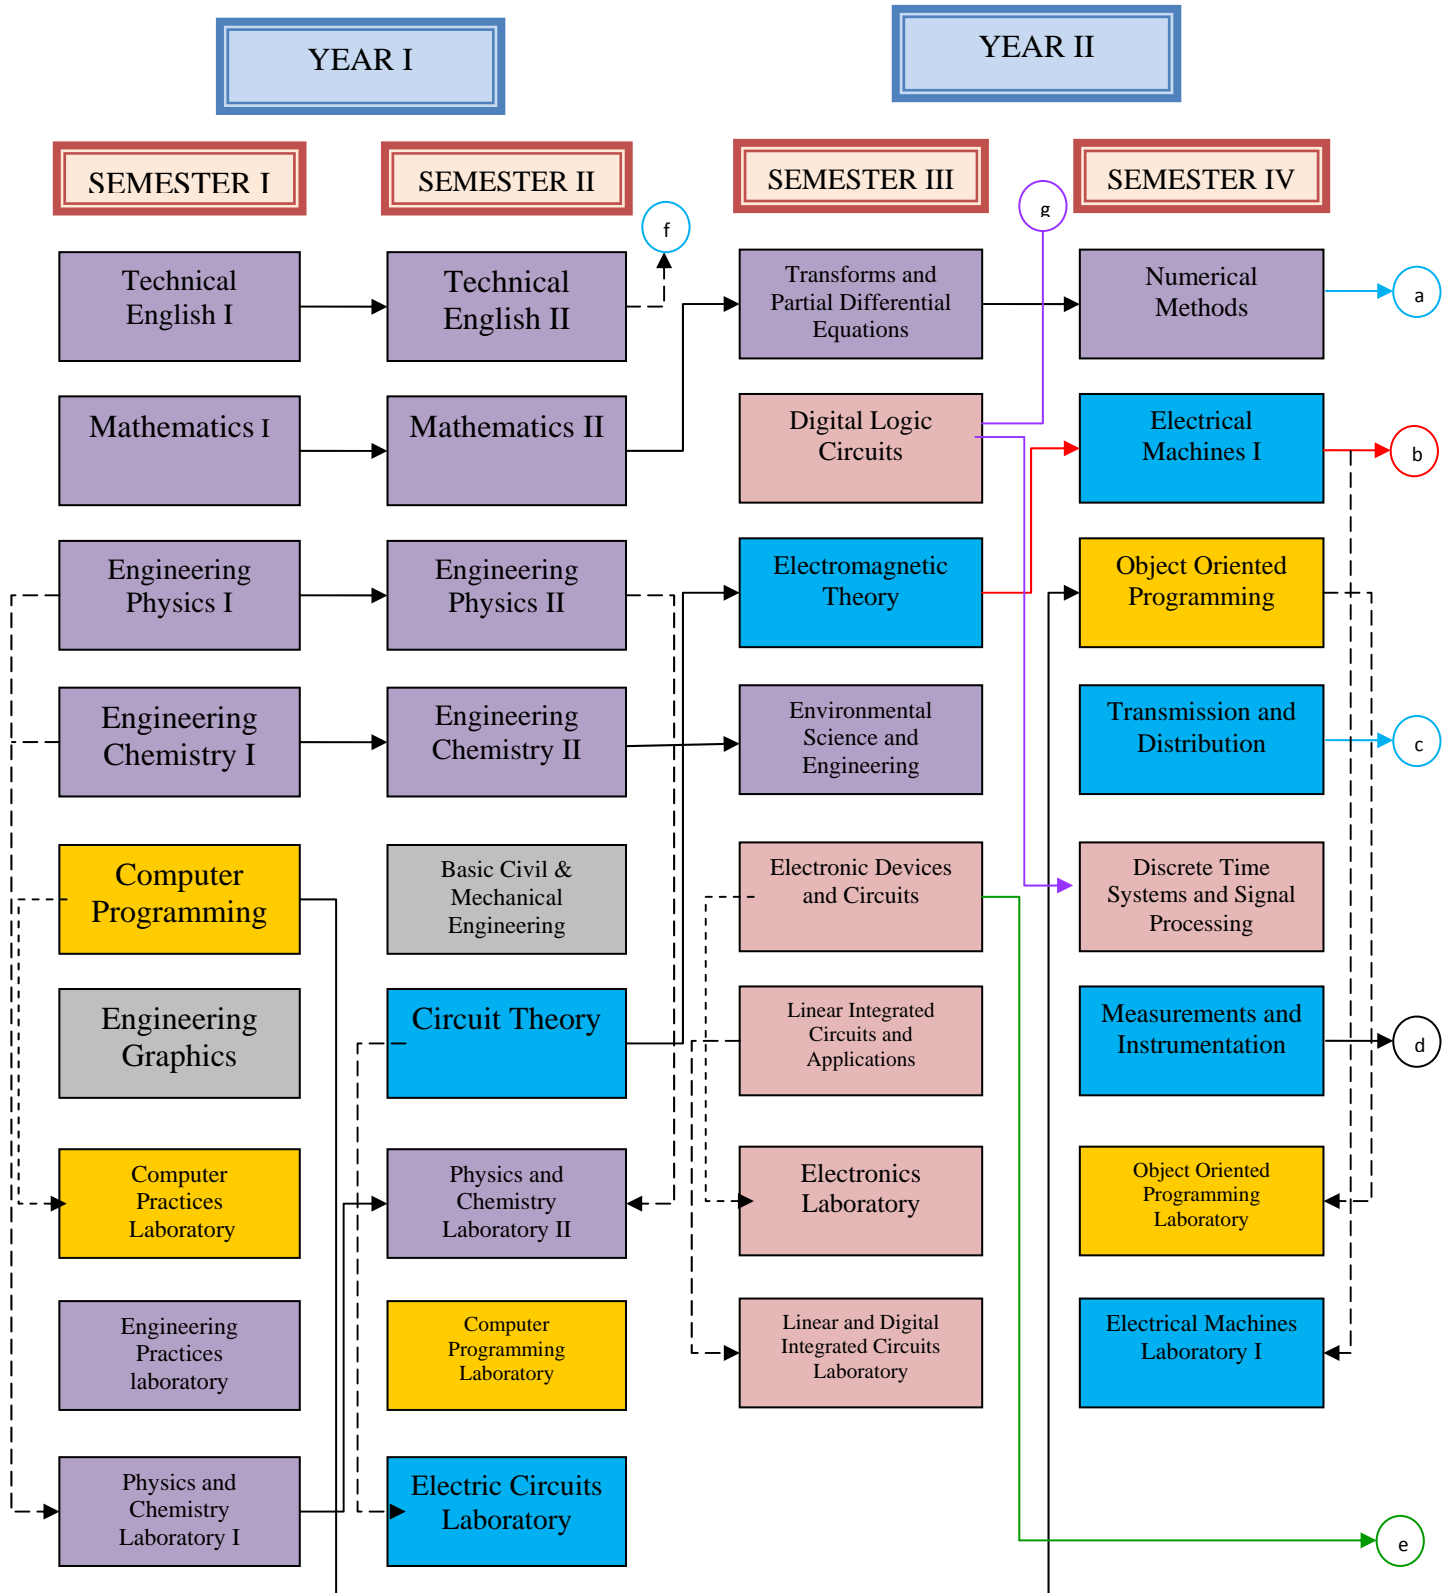 YEAR I
YEAR II
SEMESTER I
SEMESTER II
SEMESTER III
SEMESTER IV
f
g
Technical
English I
Technical
English II
Transforms and
Partial Differential
Equations
Numerical
Methods
a
Mathematics I
Mathematics II
Digital Logic
Circuits
Electrical
Machines I
b
Engineering
Physics I
Engineering
Physics II
Electromagnetic
Theory
Object Oriented
Programming
Engineering
Chemistry I
Engineering
Chemistry II
Environmental
Science and
Engineering
Transmission and
Distribution
c
Computer
Programming
Basic Civil &
Mechanical
Engineering
Electronic Devices
and Circuits
Discrete Time
Systems and Signal
Processing
Engineering
Graphics
Circuit Theory
Linear Integrated
Circuits and
Applications
Measurements and
Instrumentation
d
Computer
Practices
Laboratory
Physics and
Chemistry
Laboratory II
Electronics
Laboratory
Object Oriented
Programming
Laboratory
Engineering
Practices
laboratory
Computer
Programming
Laboratory
Linear and Digital
Integrated Circuits
Laboratory
Electrical Machines
Laboratory I
Physics and
Chemistry
Laboratory I
Electric Circuits
Laboratory
e